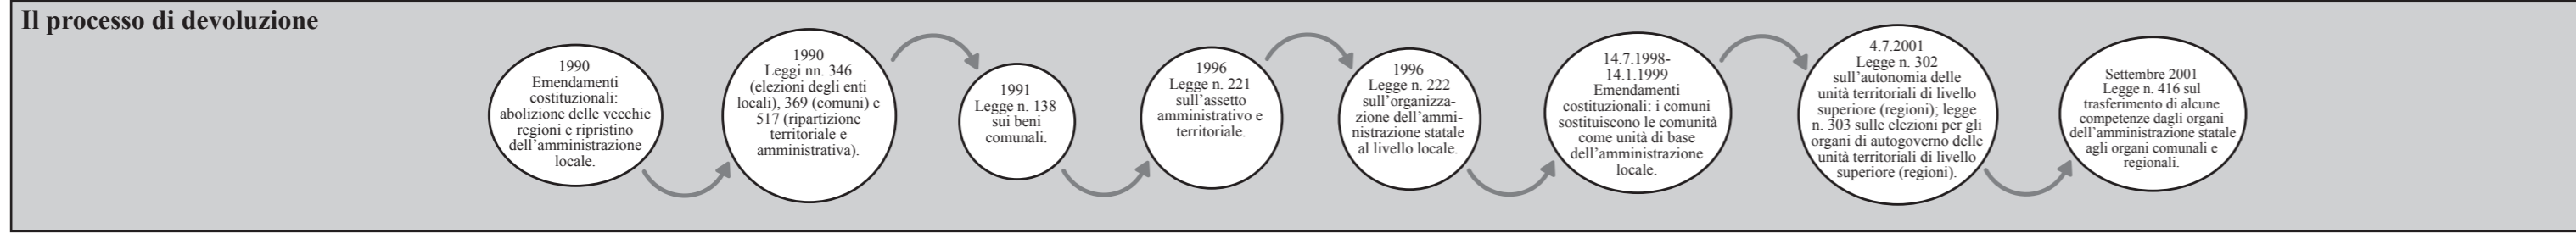 Il processo di devoluzione
1990
Emendamenti
costituzionali:
abolizione delle vecchie
regioni e ripristino
dell’amministrazione
locale.
1990
Leggi nn. 346
(elezioni degli enti
locali), 369 (comuni) e
517 (ripartizione
territoriale e
amministrativa).
1991
Legge n. 138
sui beni
comunali.
1996
Legge n. 221
sull’assetto
amministrativo e
territoriale.
1996
Legge n. 222
sull’organizza-
zione dell’ammi-
nistrazione statale
al livello locale.
14.7.1998-
14.1.1999
Emendamenti
costituzionali: i comuni
sostituiscono le comunità
come unità di base
dell’amministrazione
locale.
4.7.2001
Legge n. 302
sull’autonomia delle
unità territoriali di livello
superiore (regioni); legge
n. 303 sulle elezioni per gli
organi di autogoverno delle
unità territoriali di livello
superiore (regioni).
Settembre 2001
Legge n. 416 sul
trasferimento di alcune
competenze dagli organi
dell’amministrazione statale
agli organi comunali e
regionali.